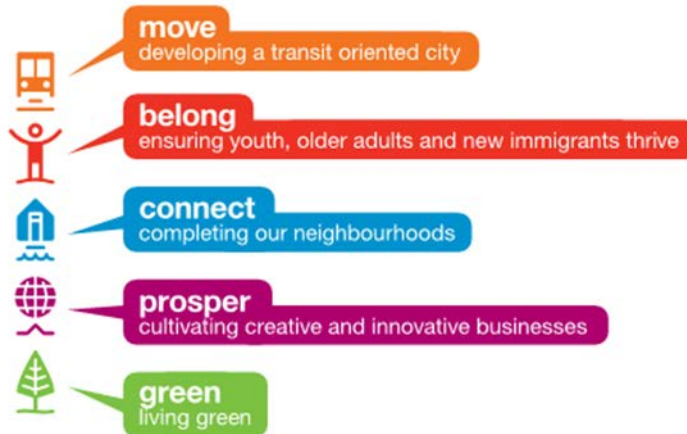 move
developing a transit oriented city
belong
ensuring youth, older adults and new immigrants thrive
connect
completing our neighbourhoods
prosper
cultivating creative and innovative businesses
green
living green